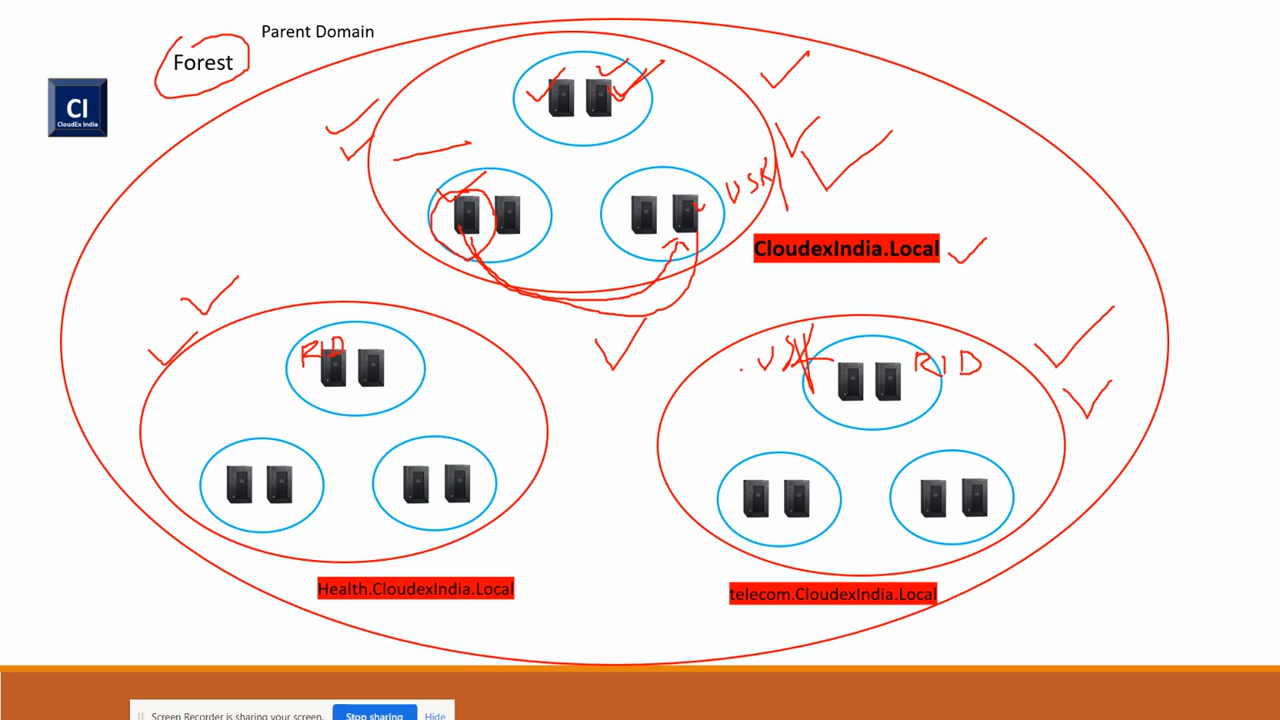 Parent Domain
Forest
CI
CloudEx India
USK
CloudexIndia.Local
RID
USK
RID
Health.CloudexIndia.Local
telecom.CloudexIndia.Local
Screen Recorder is sharing your screen.
Stop sharing
Hide